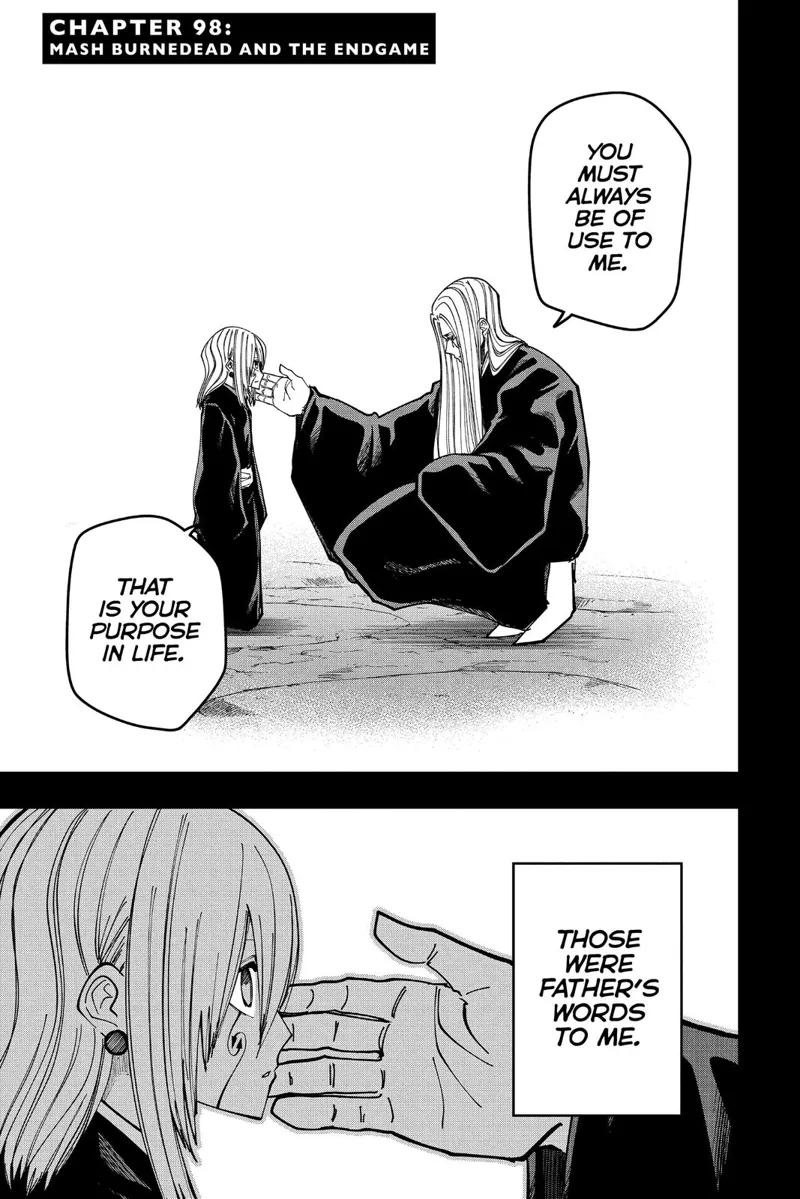 CHAPTER 98:
MASH BURNEDEAD AND THE ENDGAME
YOU
MUST
ALWAYS
BE OF
USE TO
ME.
THAT
IS YOUR
PURPOSE
IN LIFE.
THOSE
WERE
FATHER'S
WORDS
TO ME.